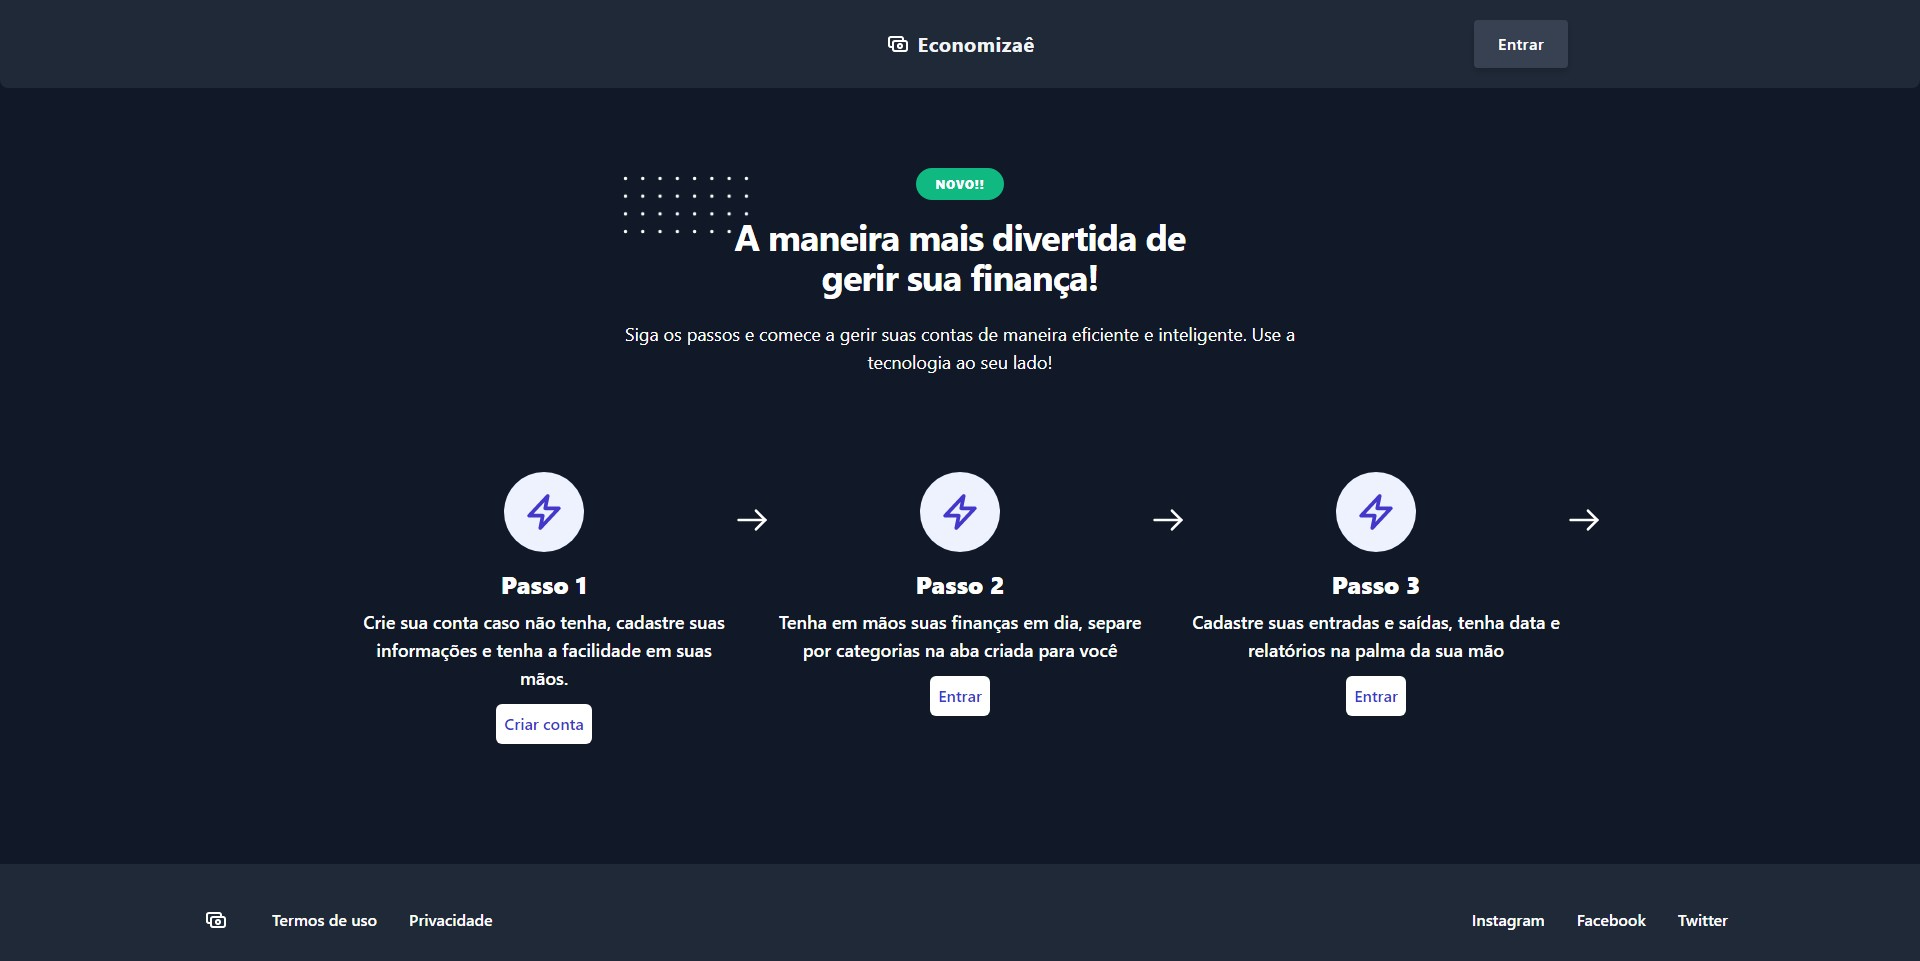 Economizaê
Entrar
NOVO!!
A maneira mais divertida de
gerir sua finança!
Siga os passos e comece a gerir suas contas de maneira eficiente e inteligente. Use a
tecnologia ao seu lado!
Passo 1
Crie sua conta caso não tenha, cadastre suas
informações e tenha a facilidade em suas
mãos.
Criar conta
Passo 2
Tenha em mãos suas finanças em dia, separe
por categorias na aba criada para você
Entrar
Passo 3
Cadastre suas entradas e saídas, tenha data e
relatórios na palma da sua mão
Entrar
Termos de uso
Privacidade
Instagram
Facebook
Twitter